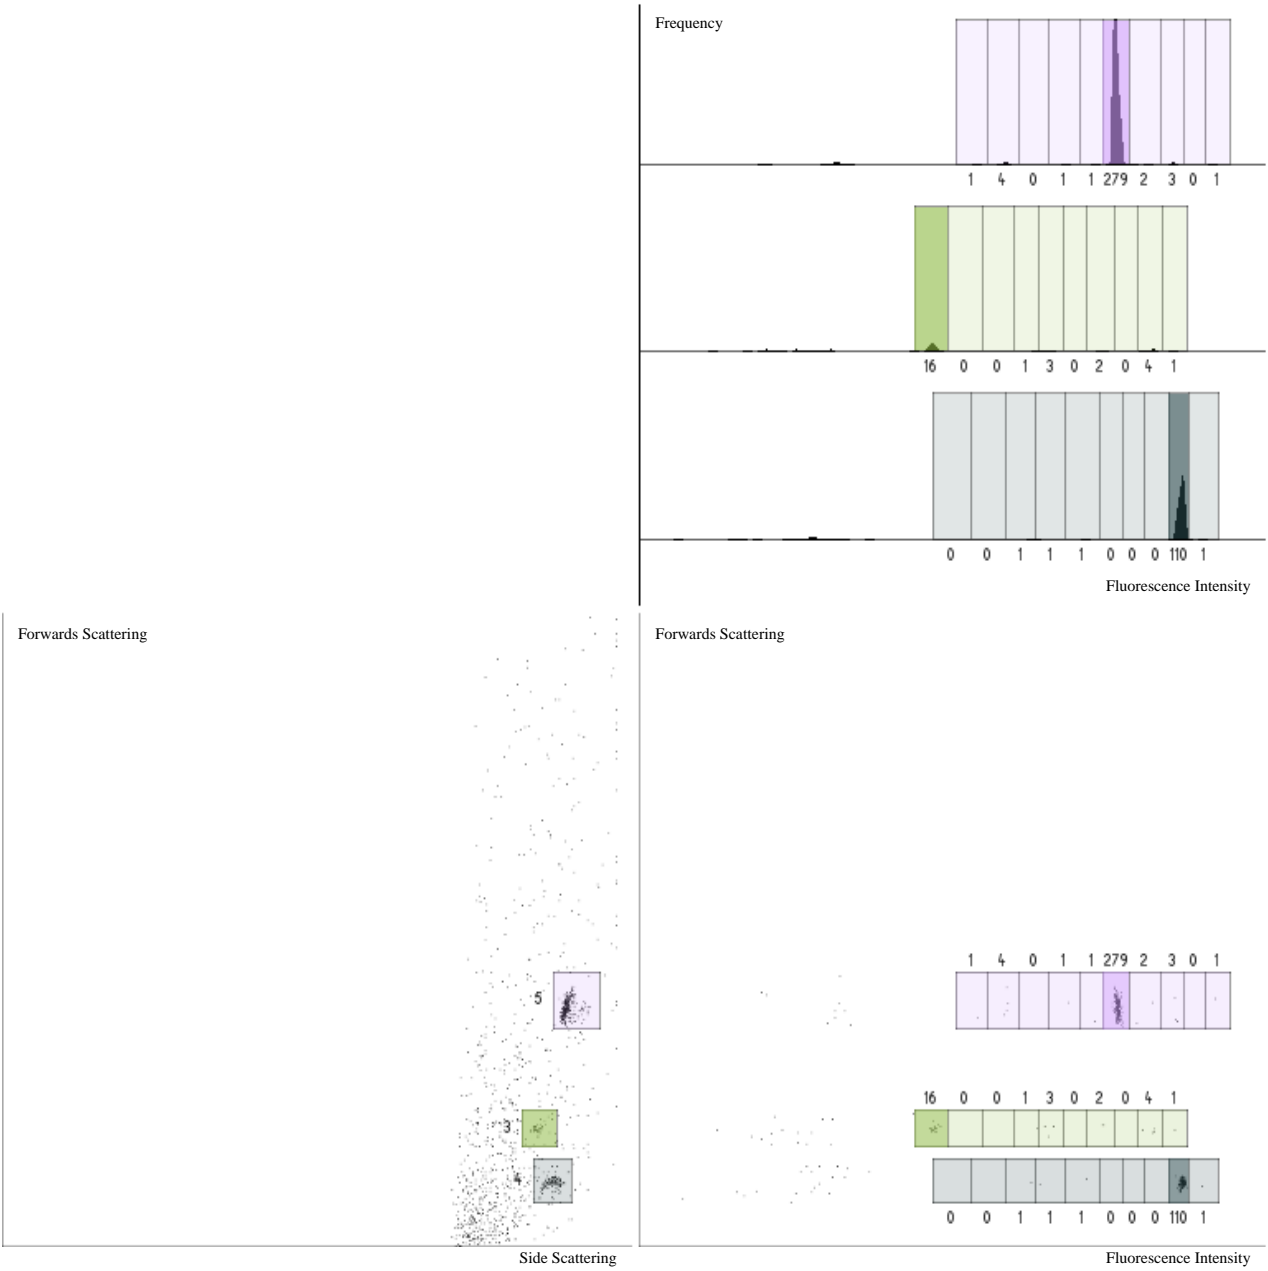 Frequency
1 4 0 1 1 279 2 3 0 1
16 0 0 1 3 0 2 0 4 1
0 0 1 1 1 0 0 0 110 1
Fluorescence Intensity
Forwards Scattering
5
3
4
Side Scattering
Forwards Scattering
1 4 0 1 1 279 2 3 0 1
16 0 0 1 3 0 2 0 4 1
0 0 1 1 1 0 0 0 110 1
Fluorescence Intensity